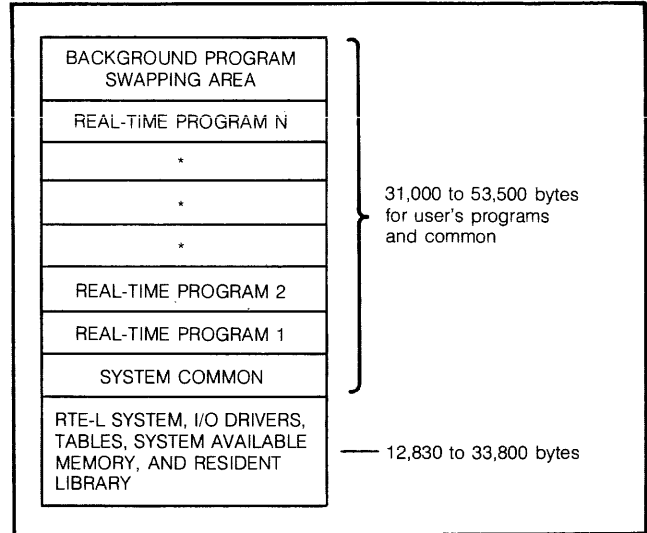 BACKGROUND PROGRAM
SWAPPING AREA
REAL-TIME PROGRAM N
*
*
*
REAL-TIME PROGRAM 2
REAL-TIME PROGRAM 1
SYSTEM COMMON
RTE-L SYSTEM, I/O DRIVERS,
TABLES, SYSTEM AVAILABLE
MEMORY, AND RESIDENT
LIBRARY
31,000 to 53,500 bytes
for user's programs
and common
12,830 to 33,800 bytes